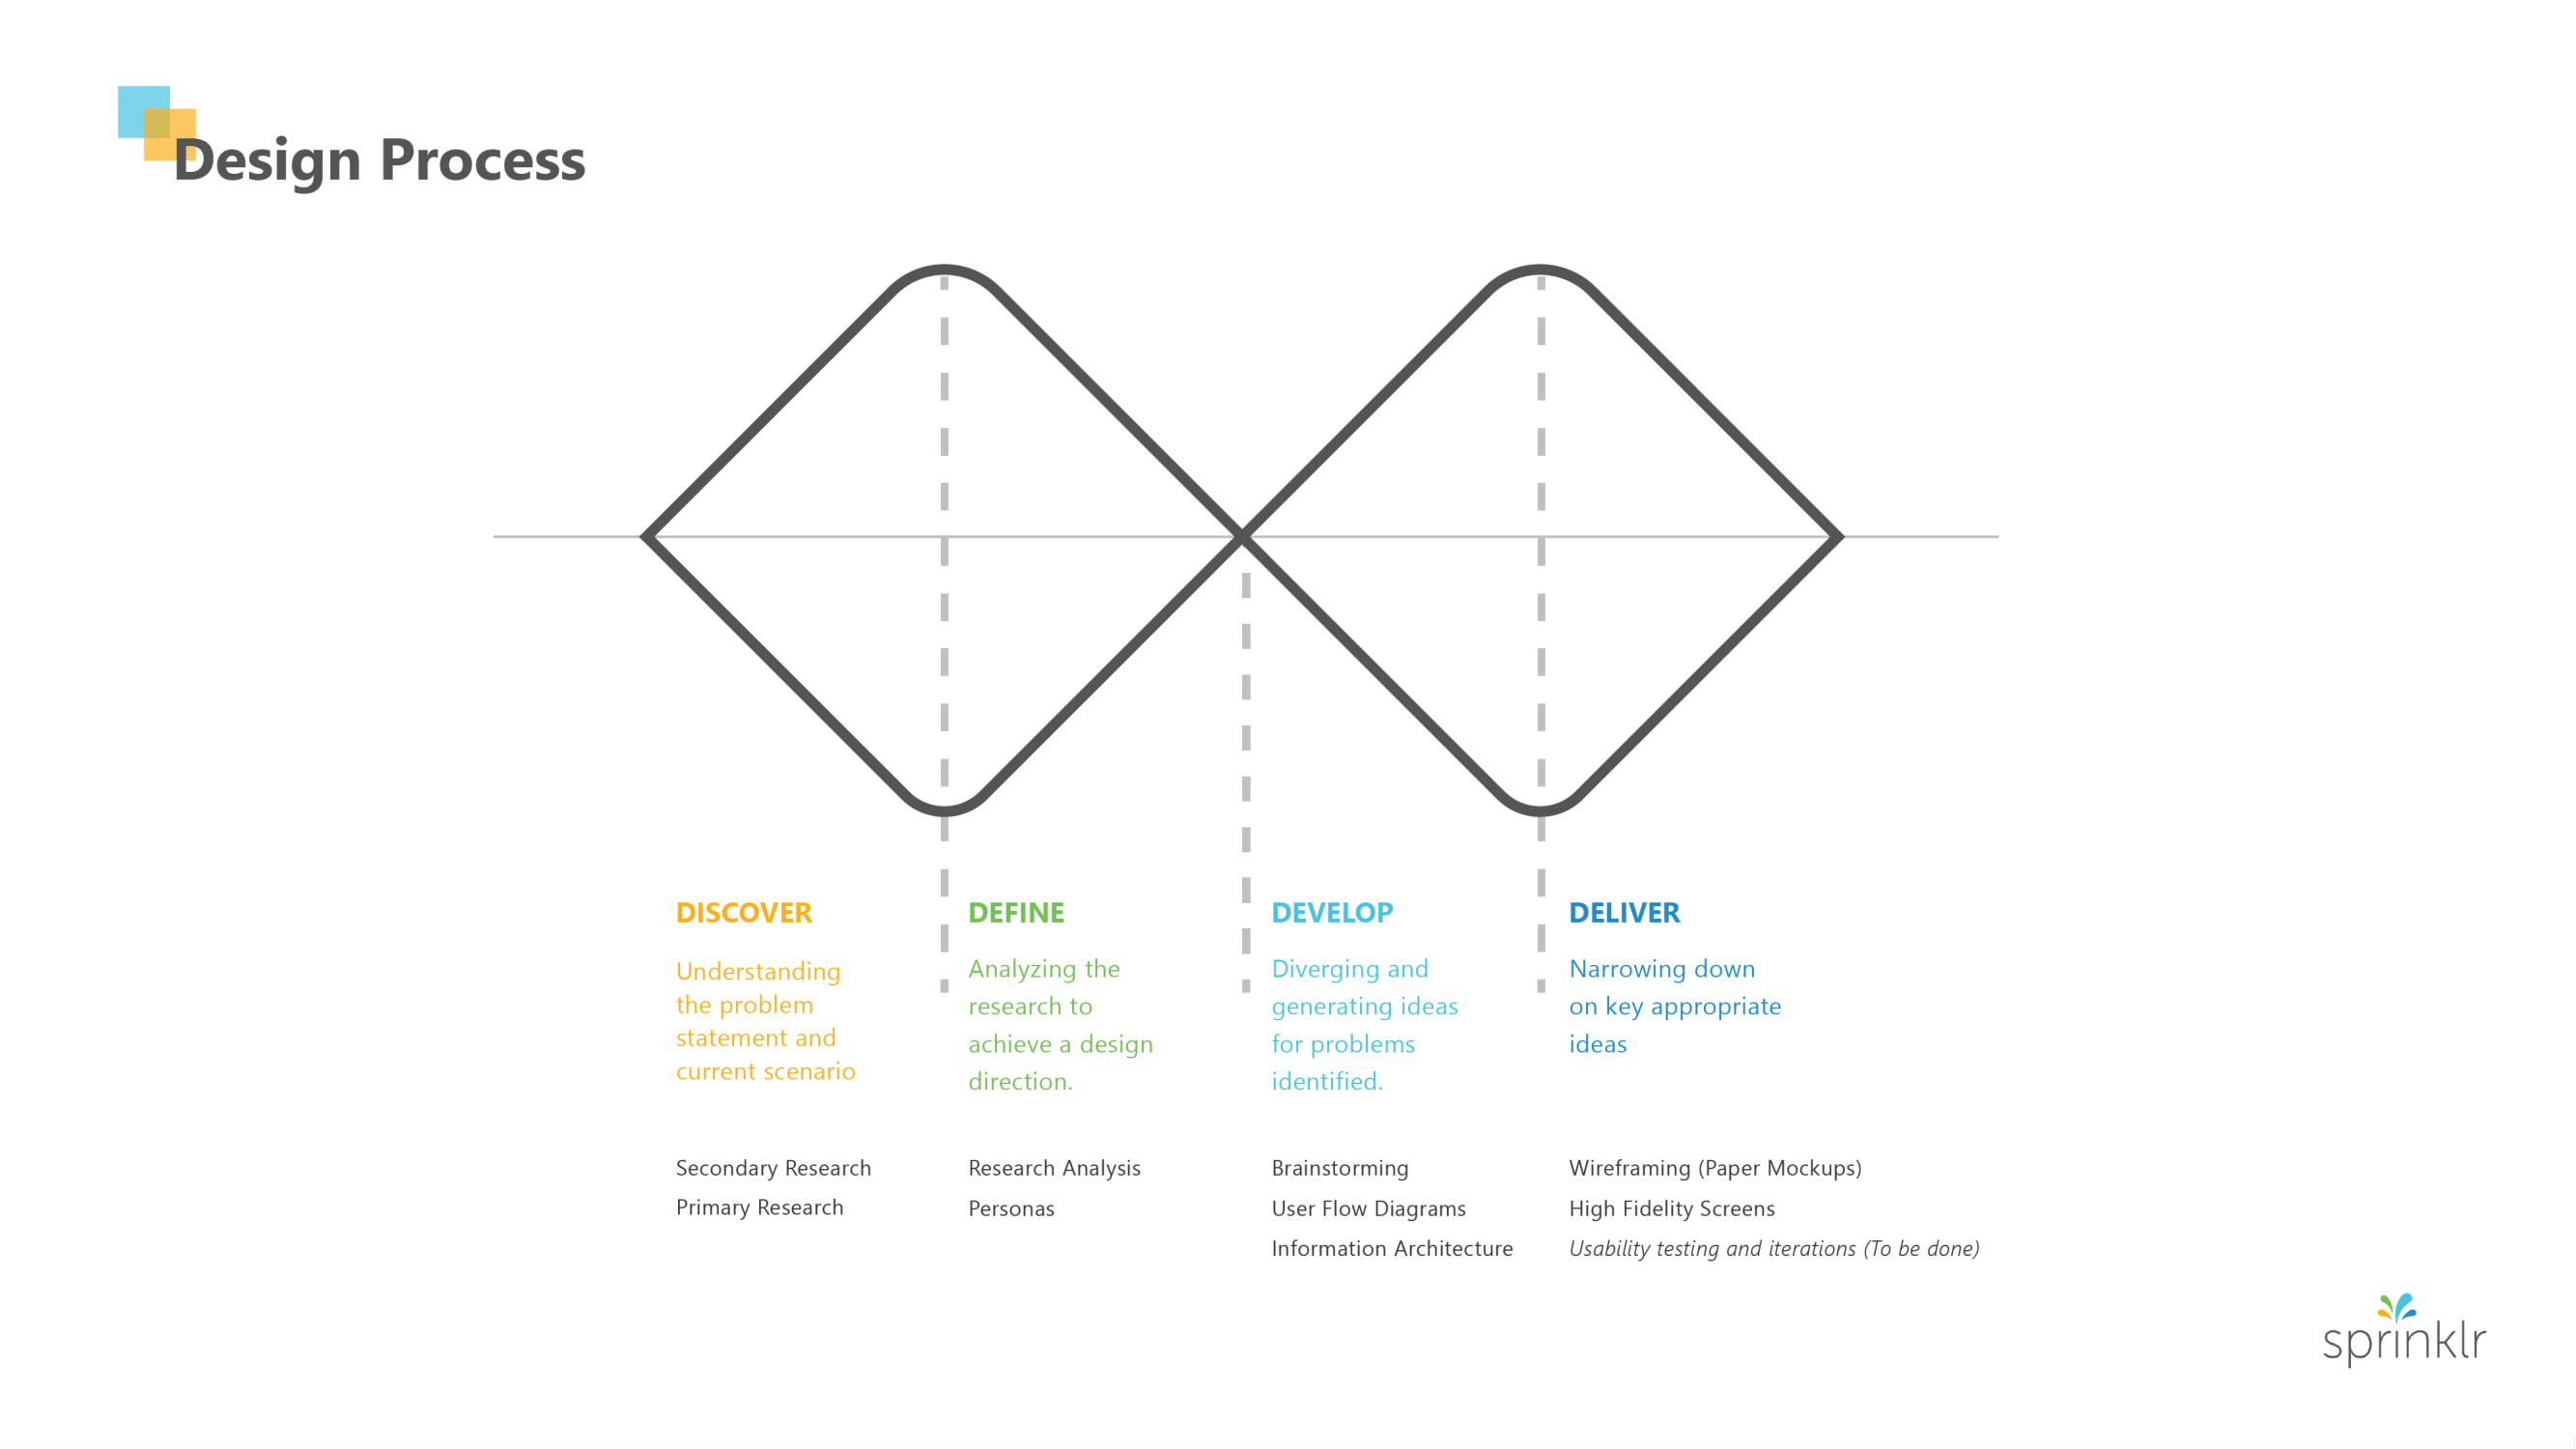 Design Process
DISCOVER
Understanding
the problem
statement and
current scenario
Secondary Research
Primary Research
DEFINE
Analyzing the
research to
achieve a design
direction.
Research Analysis
Personas
DEVELOP
Diverging and
generating ideas
for problems
identified.
Brainstorming
User Flow Diagrams
Information Architecture
DELIVER
Narrowing down
on key appropriate
ideas
Wireframing (Paper Mockups)
High Fidelity Screens
Usability testing and iterations (To be done)
sprinklr